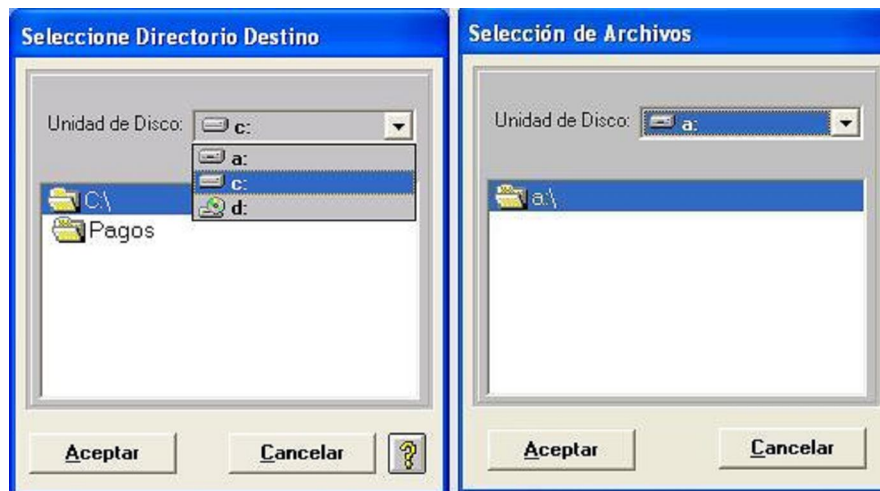 Seleccione Directorio Destino
Unidad de Disco: c:
a:
c:
d:
C:\
Pagos
Aceptar Cancelar
Selección de Archivos
Unidad de Disco: a:
a:\
Aceptar Cancelar